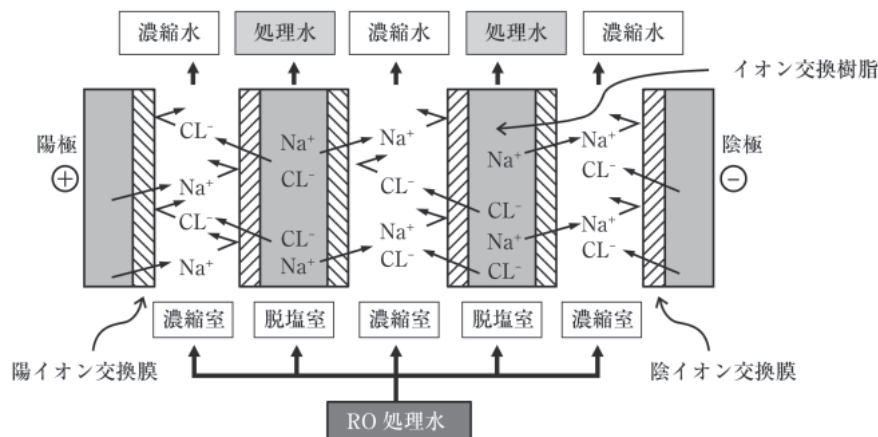 濃縮水
処理水
濃縮水
処理水
濃縮水
イオン交換樹脂
陽極
＋
陰極
−
CL⁻
Na⁺
CL⁻
Na⁺
Na⁺
CL⁻
CL⁻
Na⁺
Na⁺
CL⁻
Na⁺
CL⁻
Na⁺
CL⁻
Na⁺
CL⁻
Na⁺
CL⁻
Na⁺
CL⁻
濃縮室
脱塩室
濃縮室
脱塩室
濃縮室
陽イオン交換膜
陰イオン交換膜
RO 処理水